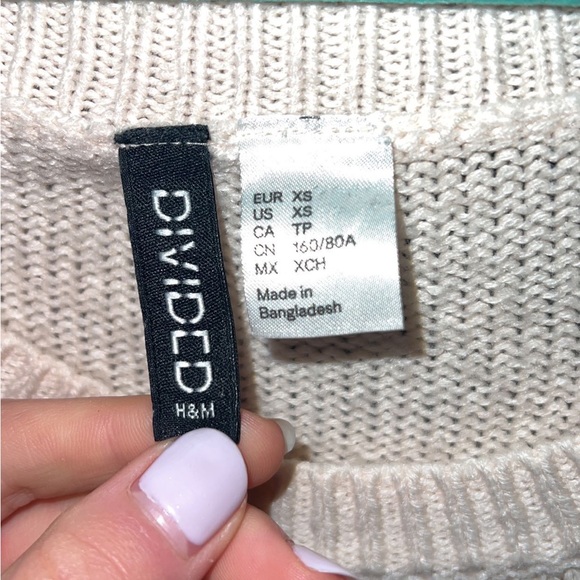 DIVIDED
H&M
EUR XS
US XS
CA TP
CN 160/80A
MX XCH
Made in
Bangladesh